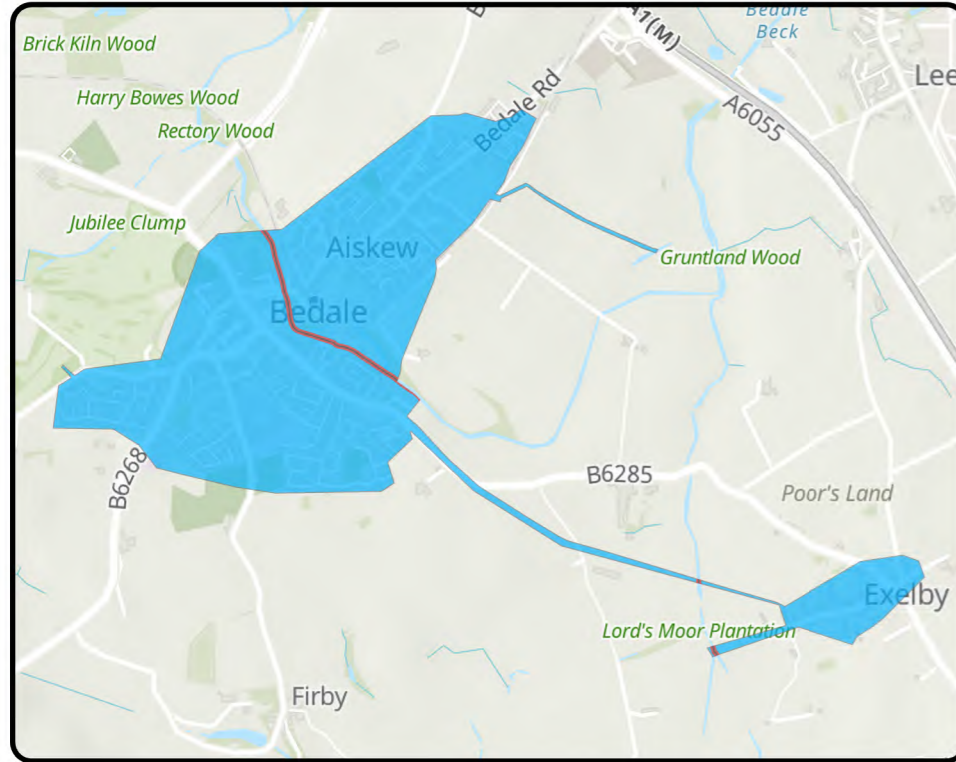 Brick Kiln Wood
A1(M)
Bedale
Beck
Harry Bowes Wood
Bedale Rd
Rectory Wood
A6055
Jubilee Clump
Aiskew
Gruntland Wood
Bedale
B6268
B6285
Poor's Land
Exelby
Lord's Moor Plantation
Firby